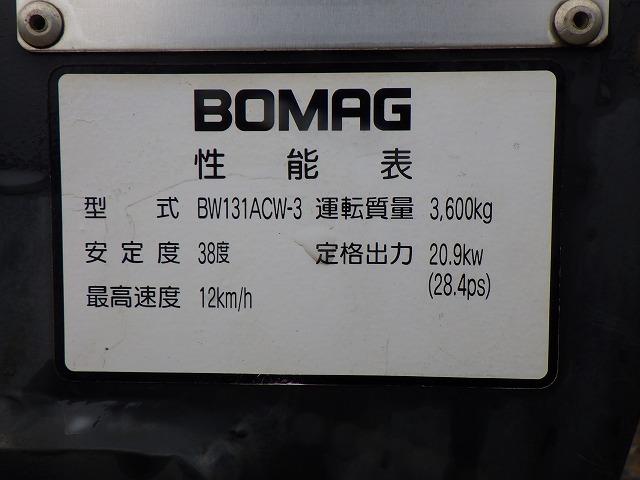 BOMAG
性能表
型式 BW131ACW-3 運転質量 3,600kg
安定度 38度 定格出力 20.9kw
(28.4ps)
最高速度 12km/h